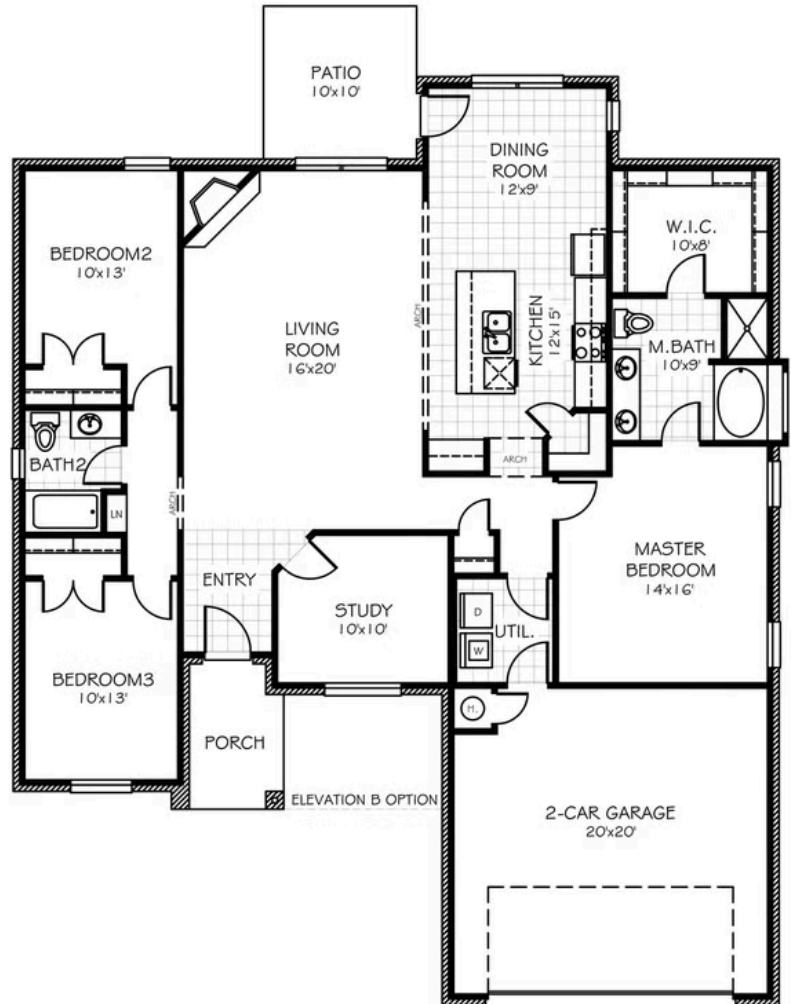 PATIO
10'x10'
DINING
ROOM
12'x9'
W.I.C.
10'x8'
BEDROOM2
10'x13'
LIVING
ROOM
16'x20'
ARCH
KITCHEN
12'x15'
M.BATH
10'x9'
BATH2
LN
ARCH
ARCH
ENTRY
STUDY
10'x10'
MASTER
BEDROOM
14'x16'
D
UTIL.
W
BEDROOM3
10'x13'
PORCH
H.
ELEVATION B OPTION
2-CAR GARAGE
20'x20'